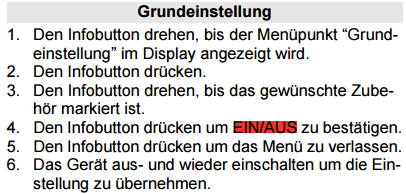 Grundeinstellung
1. Den Infobutton drehen, bis der Menüpunkt “Grund-
einstellung” im Display angezeigt wird.
2. Den Infobutton drücken.
3. Den Infobutton drehen, bis das gewünschte Zube-
hör markiert ist.
4. Den Infobutton drücken um EIN/AUS zu bestätigen.
5. Den Infobutton drücken um das Menü zu verlassen.
6. Das Gerät aus- und wieder einschalten um die Ein-
stellung zu übernehmen.